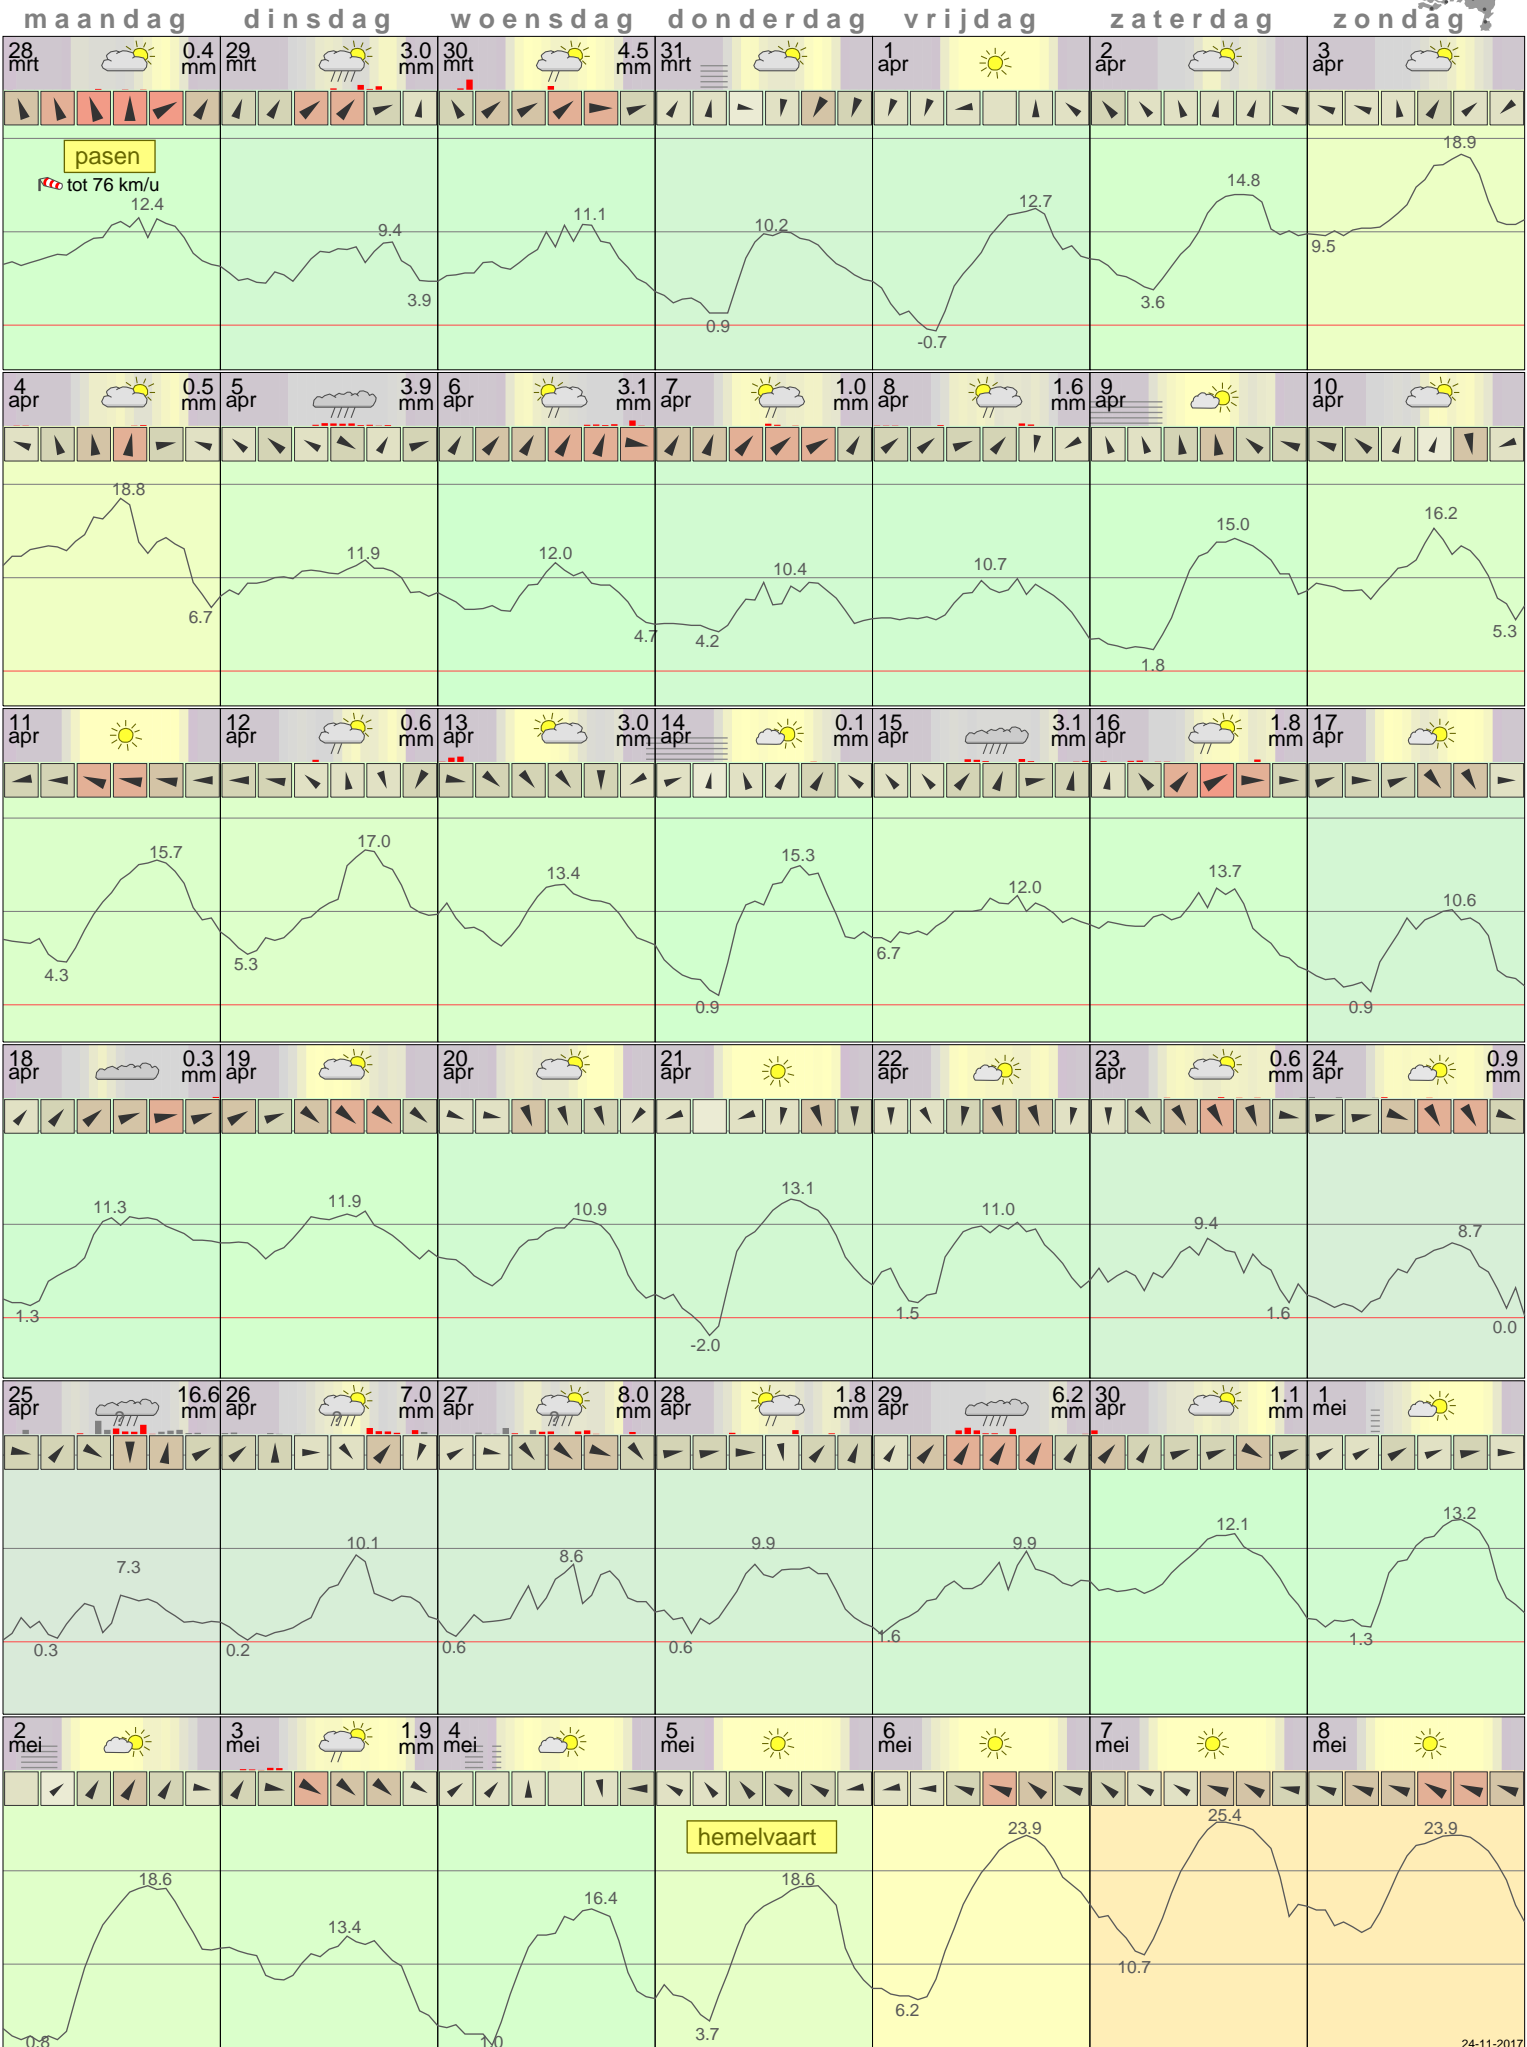 maandag dinsdag woensdag donderdag vrijdag zaterdag zondag
28 mrt 0.4 mm 29 mrt 3.0 mm 30 mrt 4.5 mm 31 mrt 1 apr 2 apr 3 apr
pasen
tot 76 km/u
12.4 9.4 3.9 11.1 10.2 0.9 12.7 -0.7 14.8 3.6 18.9 9.5
4 apr 0.5 mm 5 apr 3.9 mm 6 apr 3.1 mm 7 apr 1.0 mm 8 apr 1.6 mm 9 apr 10 apr
18.8 6.7 11.9 12.0 4.7 10.4 4.2 10.7 15.0 1.8 16.2 5.3
11 apr 12 apr 0.6 mm 13 apr 3.0 mm 14 apr 0.1 mm 15 apr 3.1 mm 16 apr 1.8 mm 17 apr
15.7 4.3 17.0 5.3 13.4 15.3 0.9 12.0 6.7 13.7 10.6 0.9
18 apr 0.3 mm 19 apr 20 apr 21 apr 22 apr 23 apr 0.6 mm 24 apr 0.9 mm
11.3 1.3 11.9 10.9 13.1 -2.0 11.0 1.5 9.4 1.6 8.7 0.0
25 apr ? 16.6 mm 26 apr ? 7.0 mm 27 apr ? 8.0 mm 28 apr 1.8 mm 29 apr 6.2 mm 30 apr 1.1 mm 1 mei
7.3 0.3 10.1 0.2 8.6 0.6 9.9 0.6 9.9 1.6 12.1 13.2 1.3
2 mei 3 mei 1.9 mm 4 mei 5 mei 6 mei 7 mei 8 mei
hemelvaart
18.6 0.8 13.4 16.4 1.0 18.6 3.7 23.9 6.2 25.4 10.7 23.9
24-11-2017